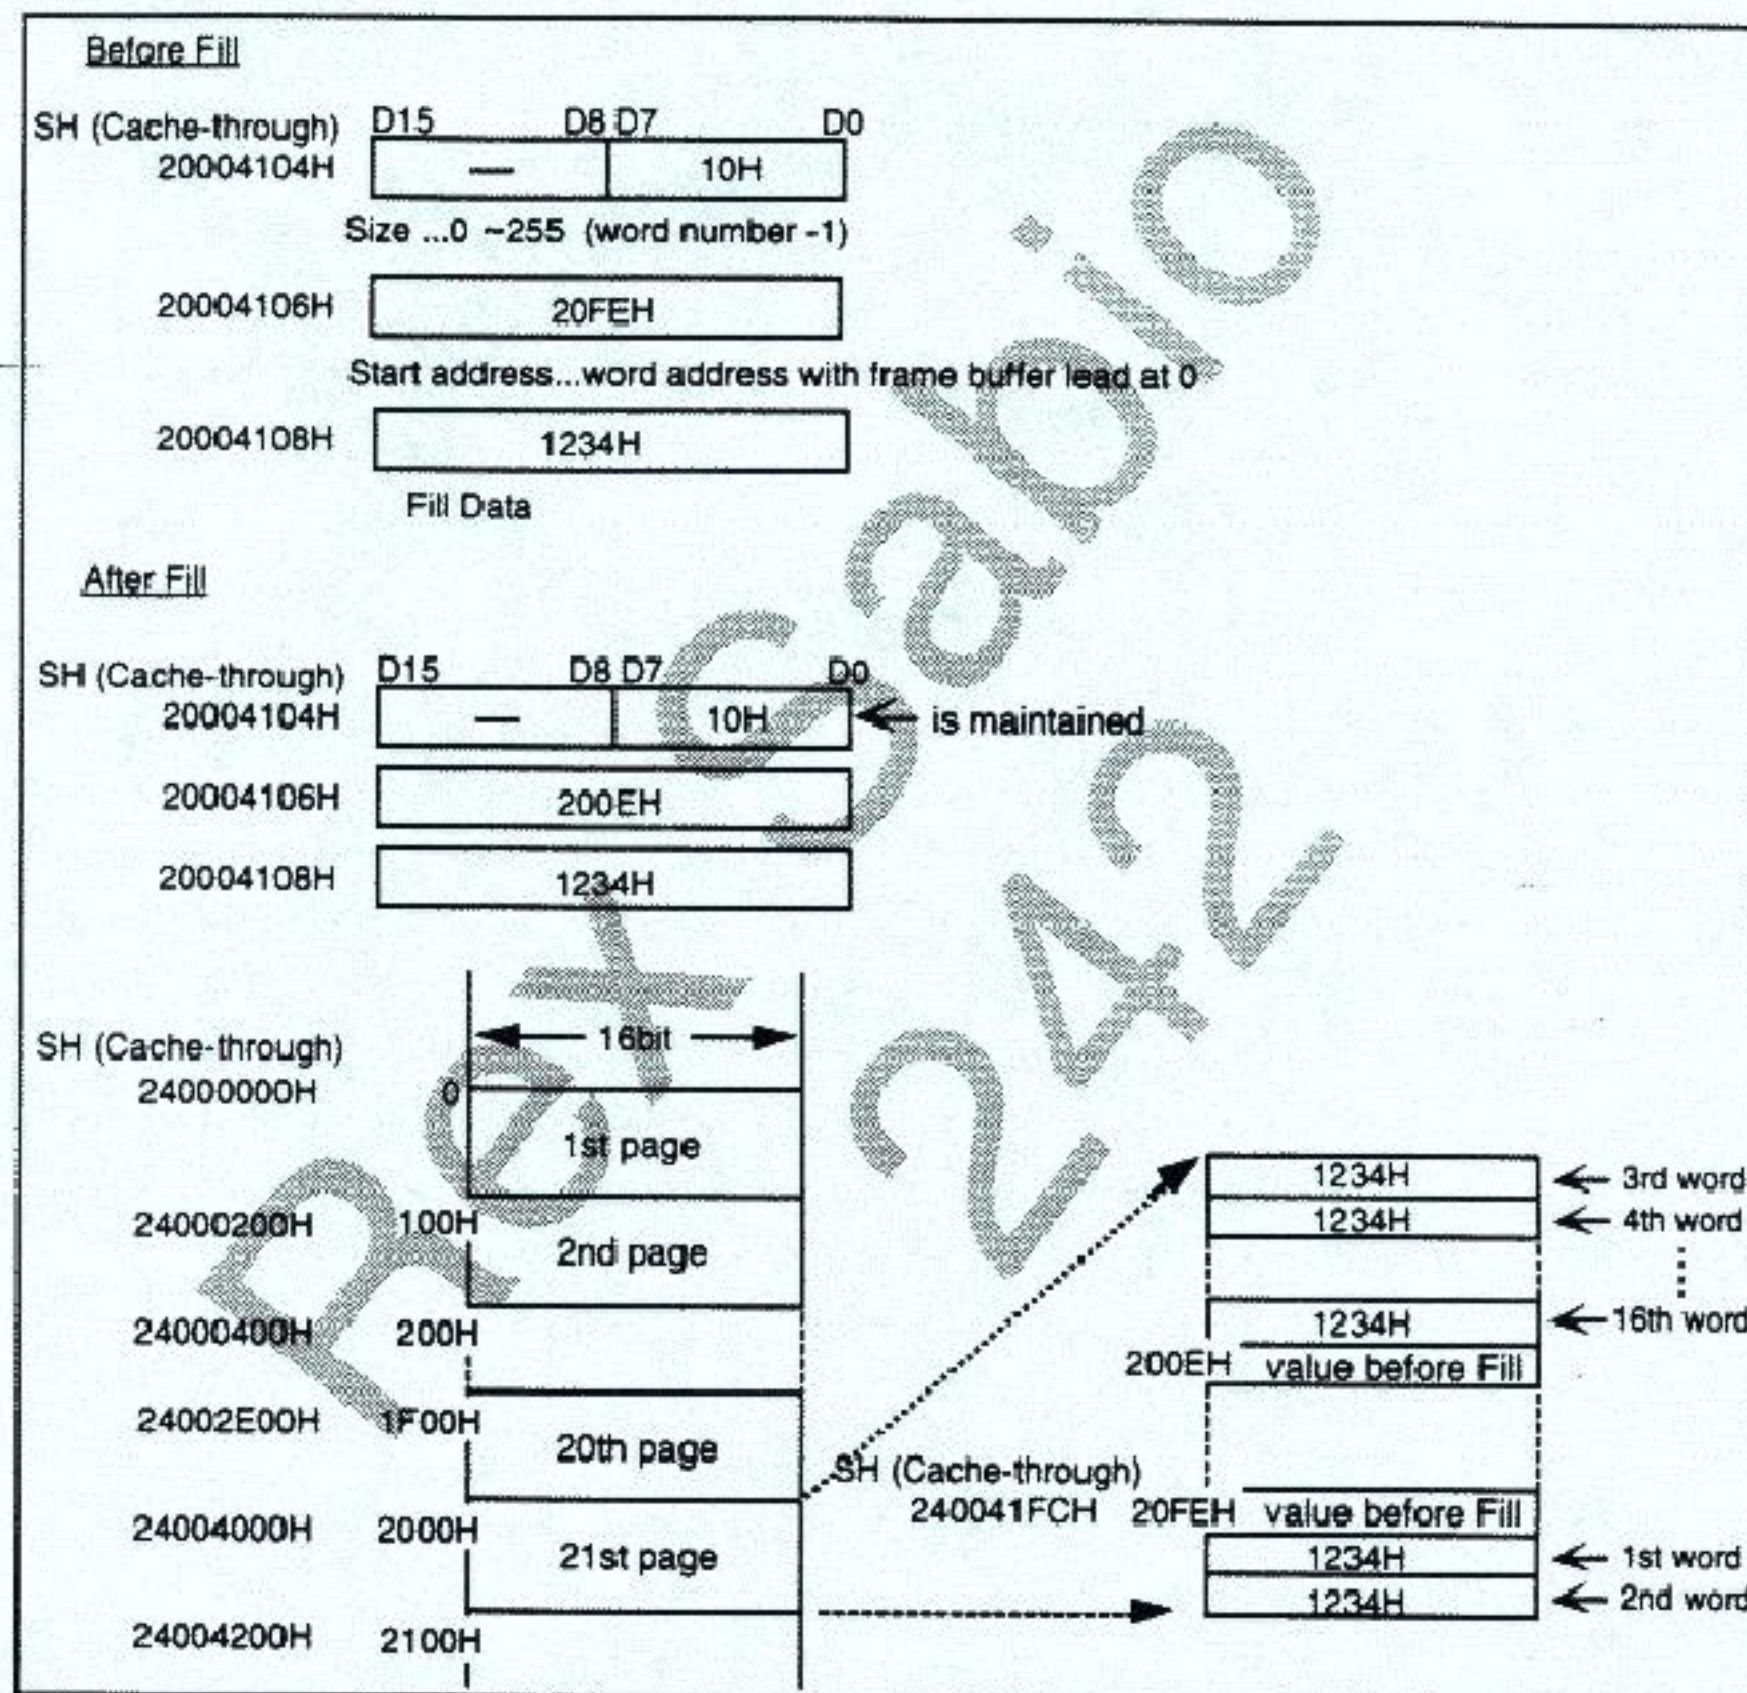 Before Fill
SH (Cache-through) D15 D8 D7 D0
20004104H — 10H
Size ...0 ~255 (word number -1)
20004106H 20FEH
Start address...word address with frame buffer lead at 0
20004108H 1234H
Fill Data
After Fill
SH (Cache-through) D15 D8 D7 D0
20004104H — 10H is maintained
20004106H 200EH
20004108H 1234H
16bit
SH (Cache-through)
24000000H 0
1st page
24000200H 100H
2nd page
24000400H 200H
24002E00H 1F00H
20th page
24004000H 2000H
21st page
24004200H 2100H
1234H 3rd word
1234H 4th word
1234H 16th word
200EH value before Fill
SH (Cache-through)
240041FCH 20FEH value before Fill
1234H 1st word
1234H 2nd word
Rex Sabio
242